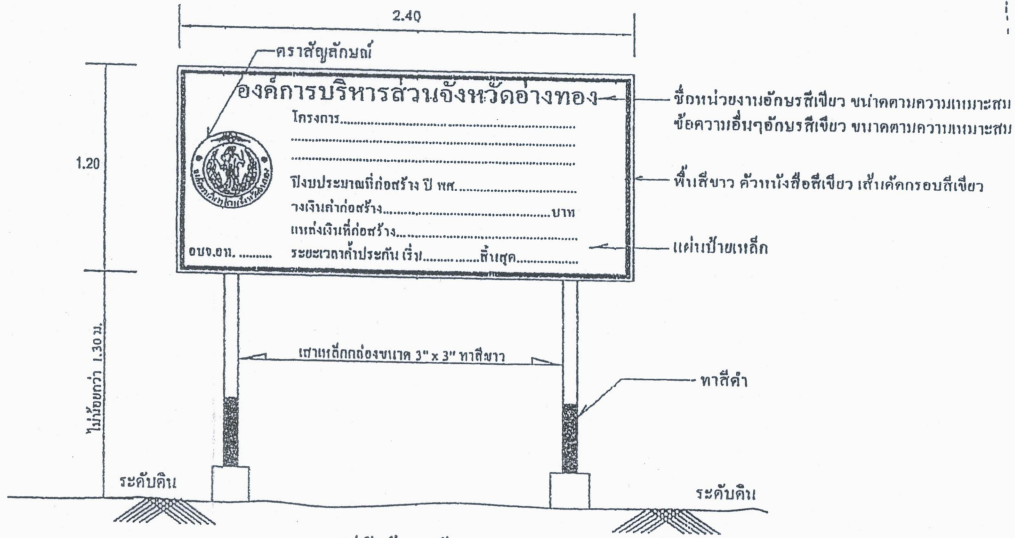 2.40
ตราสัญลักษณ์
องค์การบริหารส่วนจังหวัดอ่างทอง
ชื่อหน่วยงานอักษรสีเขียว ขนาดตามความเหมาะสม
ข้อความอื่นๆอักษรสีเขียว ขนาดตามความเหมาะสม
โครงการ
1.20
ปีงบประมาณที่ก่อสร้าง ปี พศ.
พื้นสีขาว ตัวหนังสือสีเขียว เส้นตัดกรอบสีเขียว
วงเงินค่าก่อสร้าง บาท
แหล่งเงินที่ก่อสร้าง
แผ่นป้ายเหล็ก
อบจ.อท. ..........
ระยะเวลาค้ำประกัน เริ่ม สิ้นสุด
ไม่น้อยกว่า 1.30 ม.
เสาเหล็กกล่องขนาด 3" x 3" ทาสีขาว
ทาสีดำ
ระดับดิน
ระดับดิน